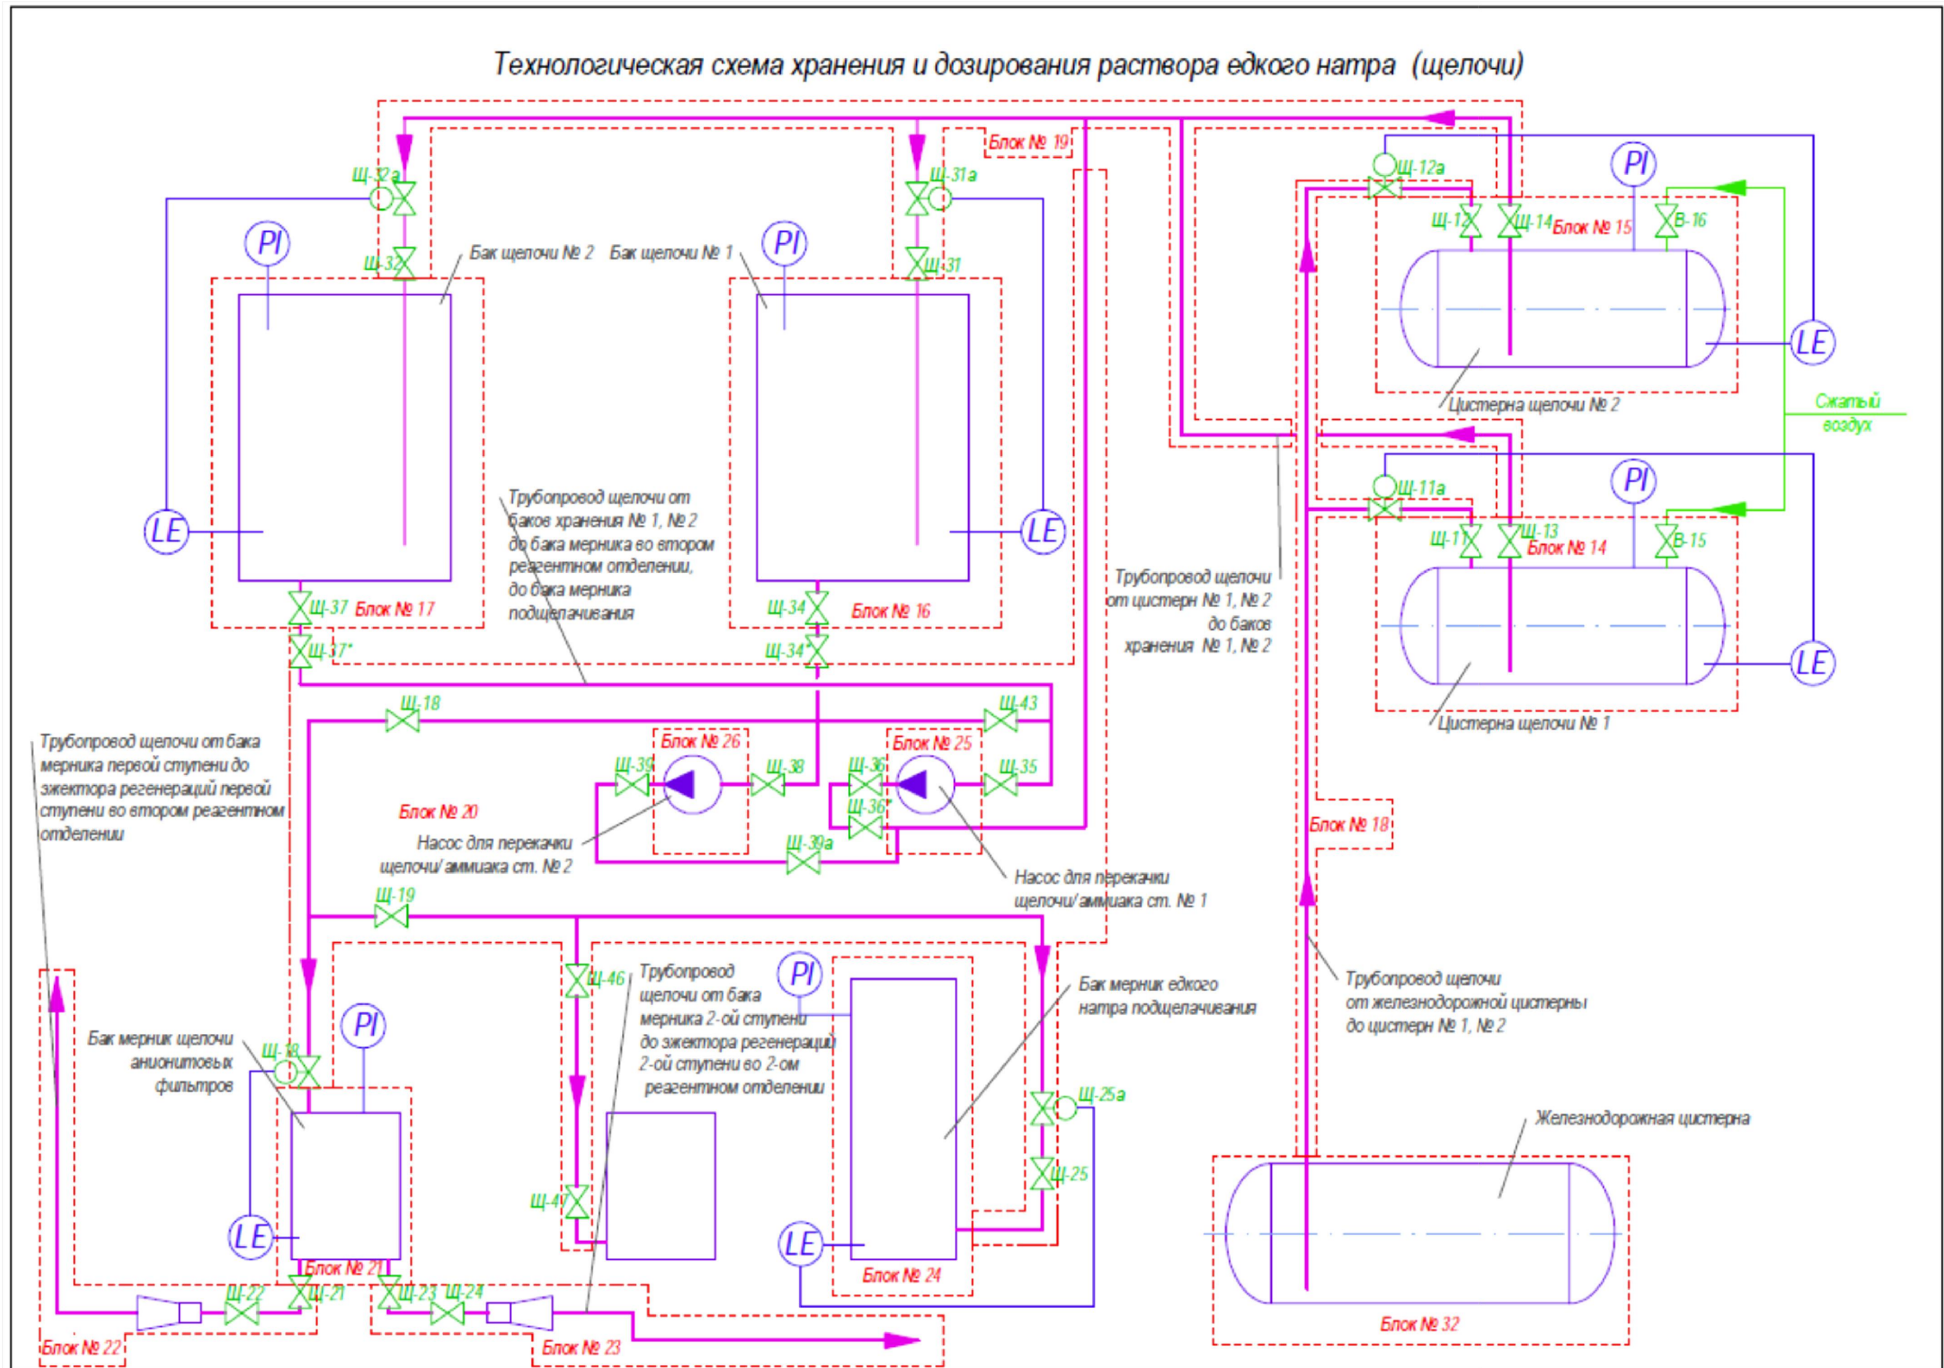 Технологическая схема хранения и дозирования раствора едкого натра (щелочи)
Блок № 19
Щ-32а
Щ-31а
Щ-12а
PI
PI
PI
Щ-12
Щ-14
Блок № 15
В-16
Бак щелочи № 2
Бак щелочи № 1
Щ-32
Щ-31
LE
Цистерна щелочи № 2
Сжатый
воздух
Щ-11а
PI
Трубопровод щелочи от
баков хранения № 1, № 2
до бака мерника во втором
реагентном отделении,
до бака мерника
подщелачивания
LE
LE
Щ-11
Щ-13
Блок № 14
В-15
Трубопровод щелочи
от цистерн № 1, № 2
до баков
хранения № 1, № 2
Щ-37
Блок № 17
Щ-34
Блок № 16
Щ-37*
Щ-34*
LE
Цистерна щелочи № 1
Щ-18
Щ-43
Трубопровод щелочи от бака
мерника первой ступени до
эжектора регенераций первой
ступени во втором реагентном
отделении
Блок № 26
Блок № 25
Щ-39
Щ-38
Щ-36
Щ-35
Щ-36*
Блок № 20
Насос для перекачки
щелочи/аммиака ст. № 2
Щ-39а
Блок № 18
Насос для перекачки
щелочи/аммиака ст. № 1
Щ-19
Щ-46
Трубопровод
щелочи от бака
мерника 2-ой ступени
до эжектора регенераций
2-ой ступени во 2-ом
реагентном отделении
PI
Бак мерник едкого
натра подщелачивания
Трубопровод щелочи
от железнодорожной цистерны
до цистерн № 1, № 2
Бак мерник щелочи
анионитовых
фильтров
PI
Щ-18
Щ-25а
Железнодорожная цистерна
Щ-25
Щ-47
LE
LE
Блок № 21
Блок № 24
Щ-22
Щ-21
Щ-23
Щ-24
Блок № 22
Блок № 23
Блок № 32